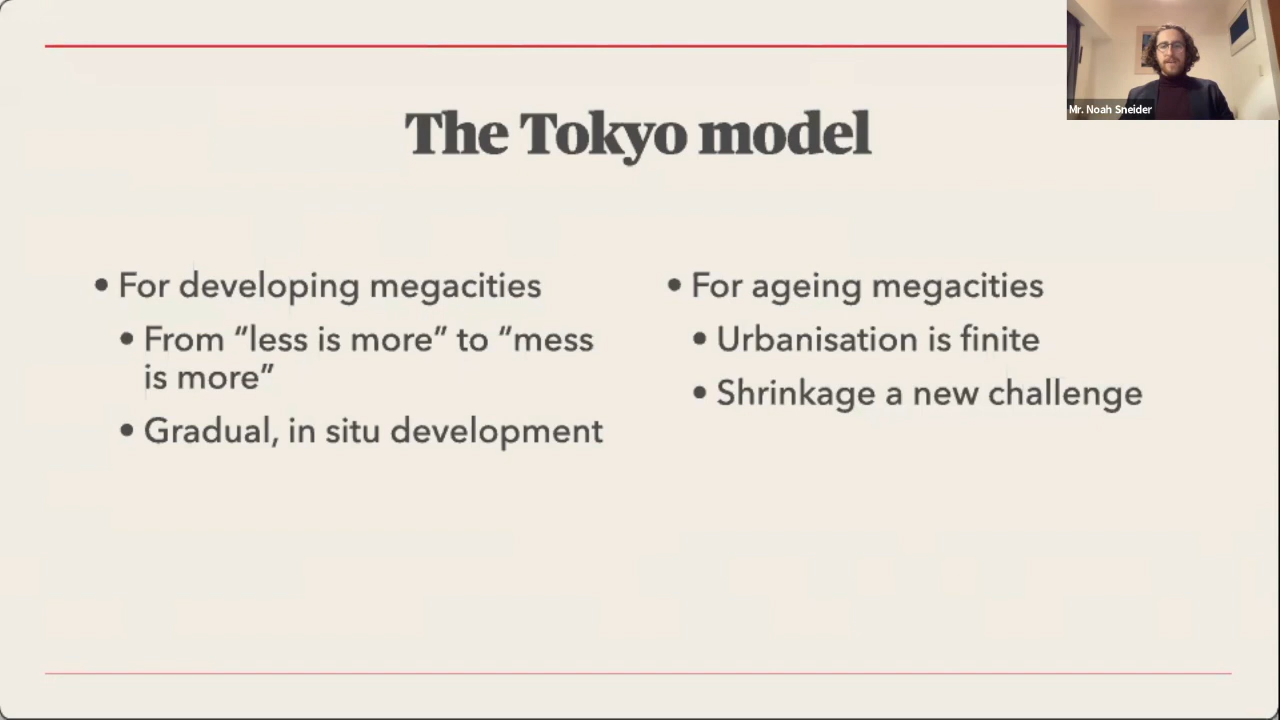 Mr. Noah Sneider
The Tokyo model
• For developing megacities
• From “less is more” to “mess
is more”
• Gradual, in situ development
• For ageing megacities
• Urbanisation is finite
• Shrinkage a new challenge